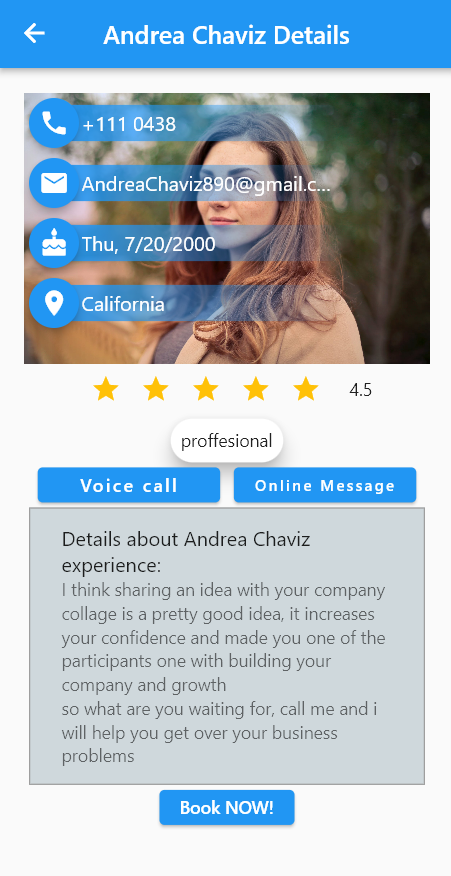 Andrea Chaviz Details
+111 0438
AndreaChaviz890@gmail.c...
Thu, 7/20/2000
California
4.5
proffesional
Voice call
Online Message
Details about Andrea Chaviz
experience:
I think sharing an idea with your company
collage is a pretty good idea, it increases
your confidence and made you one of the
participants one with building your
company and growth
so what are you waiting for, call me and i
will help you get over your business
problems
Book NOW!